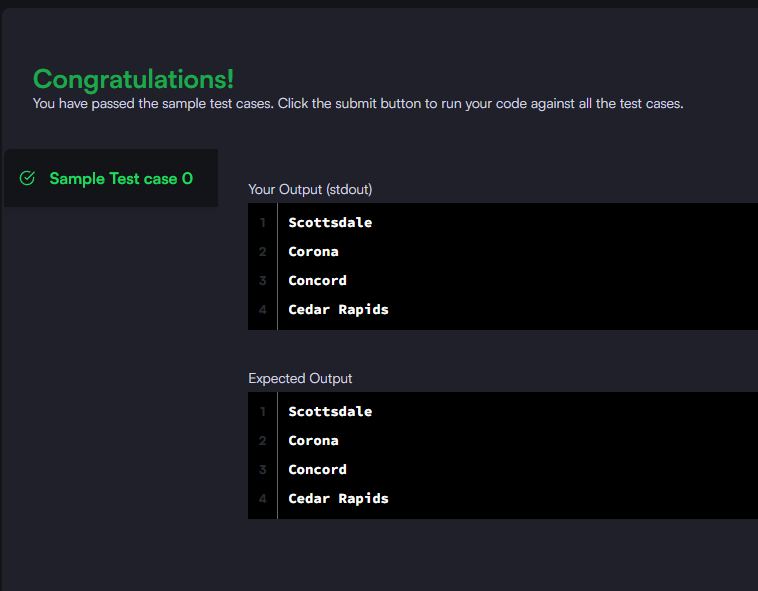 Congratulations!
You have passed the sample test cases. Click the submit button to run your code against all the test cases.
Sample Test case 0
Your Output (stdout)
1 Scottsdale
2 Corona
3 Concord
4 Cedar Rapids
Expected Output
1 Scottsdale
2 Corona
3 Concord
4 Cedar Rapids